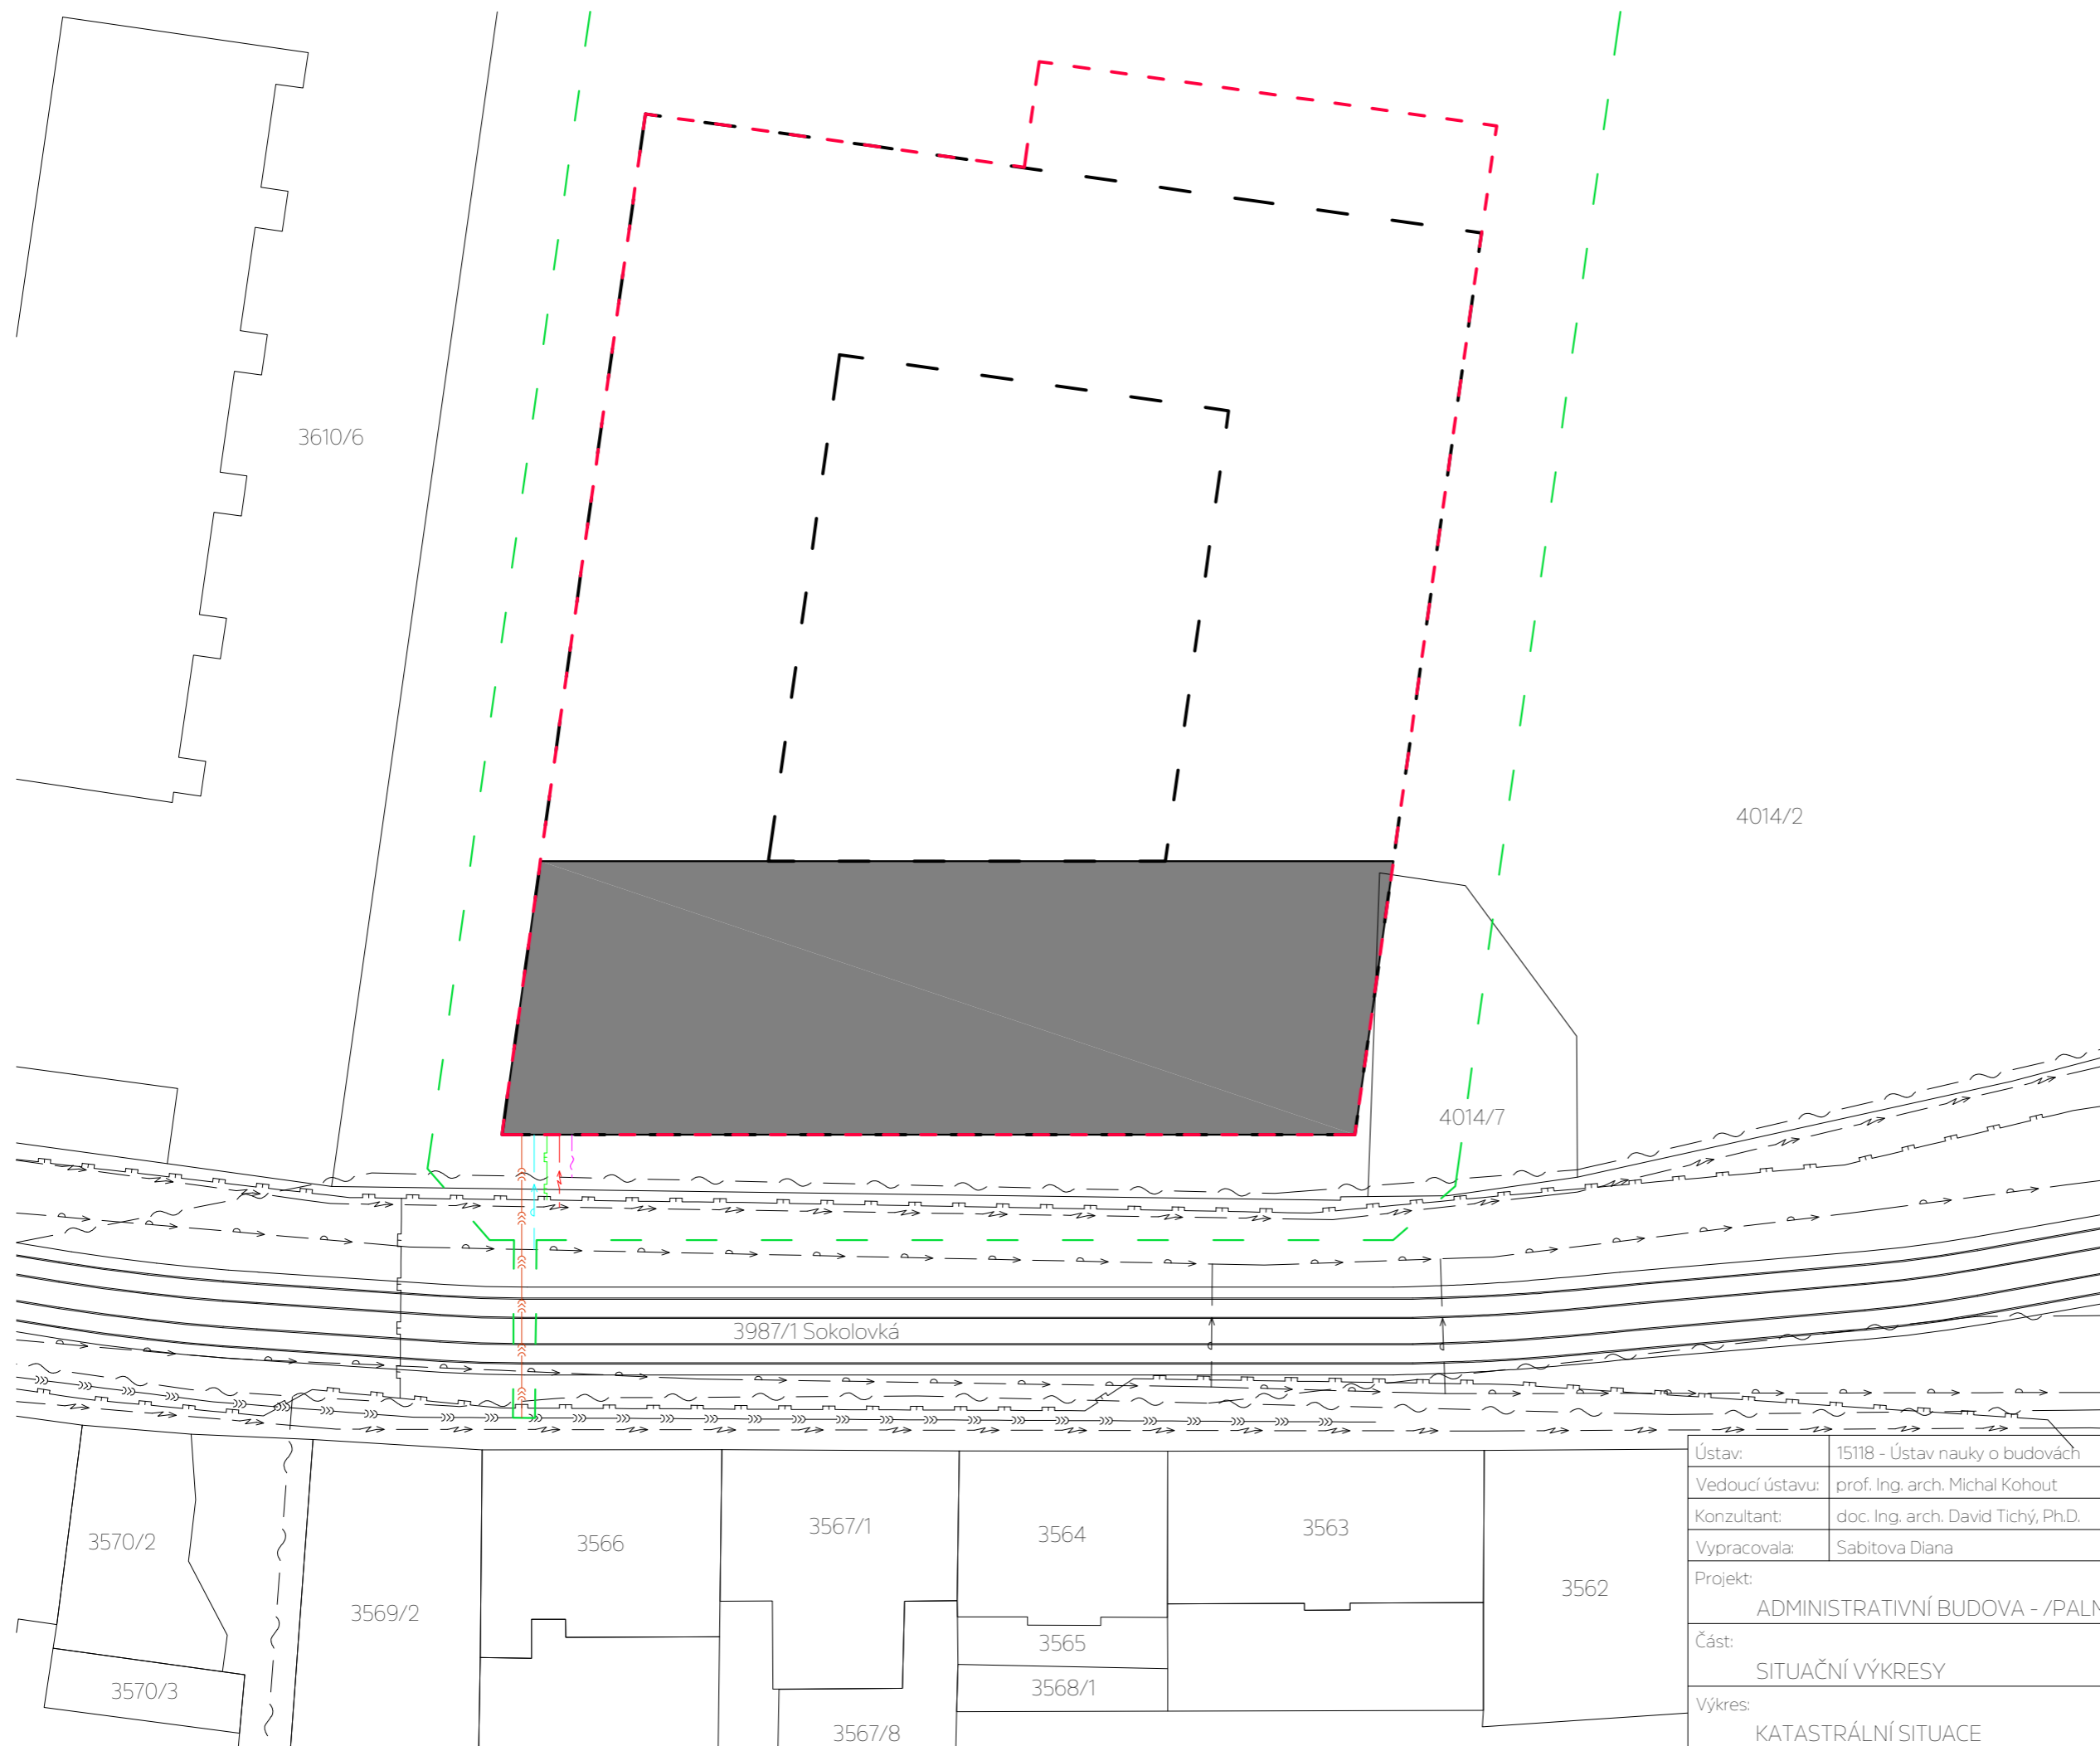 3610/6
4014/2
4014/7
3987/1 Sokolovká
3570/2
3569/2
3566
3567/1
3564
3563
3562
3565
3568/1
3570/3
3567/8
Ústav: 15118 - Ústav nauky o budovách
Vedoucí ústavu: prof. Ing. arch. Michal Kohout
Konzultant: doc. Ing. arch. David Tichý, Ph.D.
Vypracovala: Sabitova Diana
Projekt:
ADMINISTRATIVNÍ BUDOVA -
Část:
SITUAČNÍ VÝKRESY
Výkres:
KATASTRÁLNÍ SITUACE